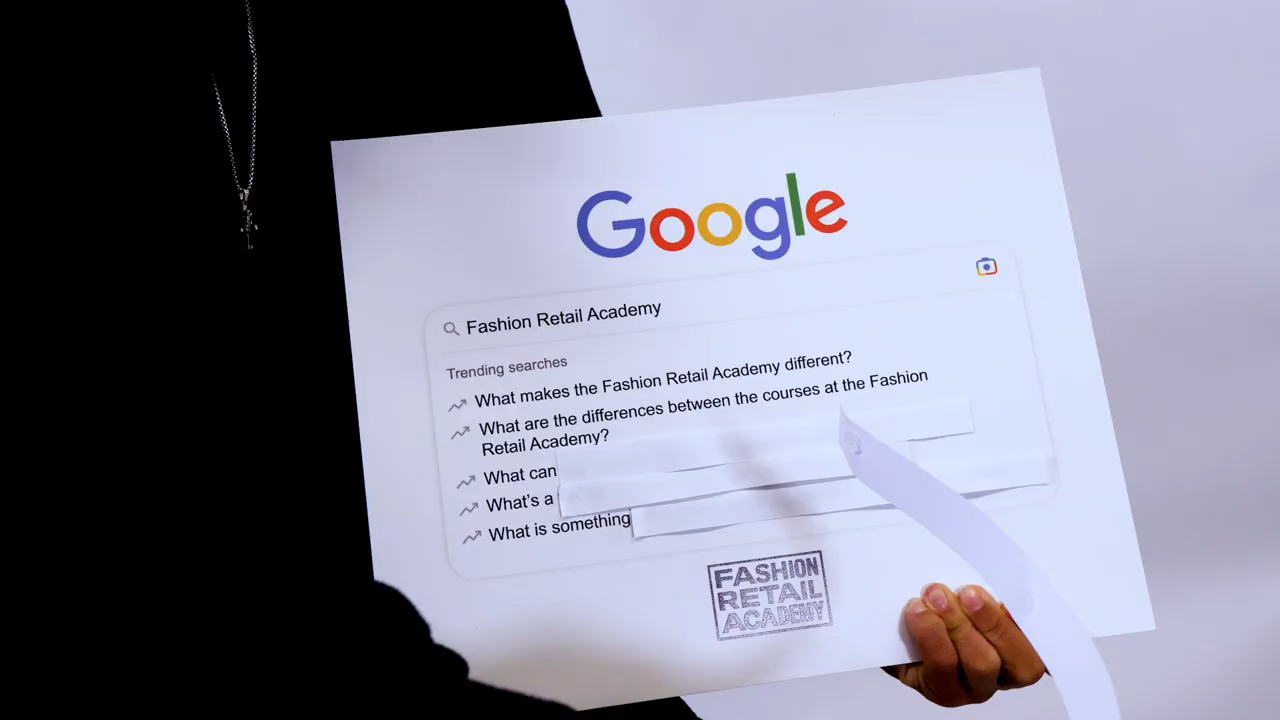 Google
Fashion Retail Academy
Trending searches
What makes the Fashion Retail Academy different?
What are the differences between the courses at the Fashion
Retail Academy?
What can
What's a
What is something
FASHION
RETAIL
ACADEMY